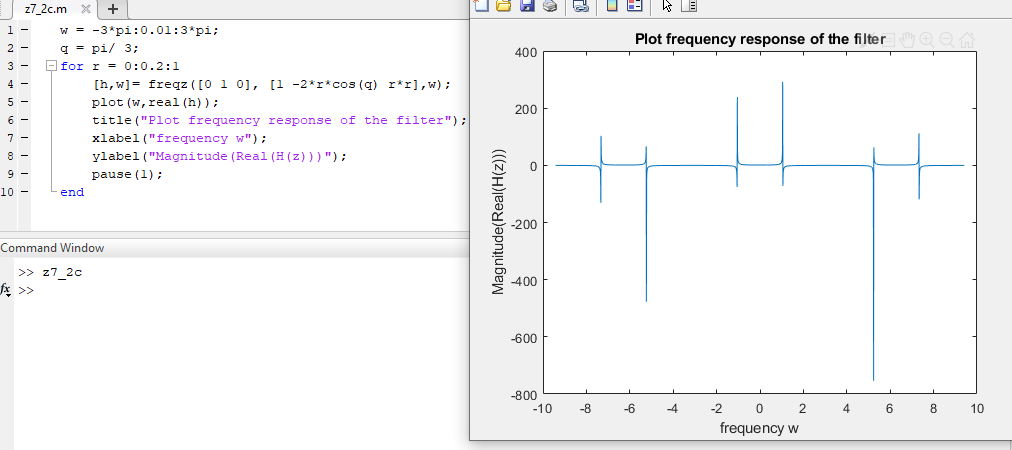 z7_2c.m × +
1 – w = -3*pi:0.01:3*pi;
2 – q = pi/ 3;
3 – for r = 0:0.2:1
4 – [h,w]= freqz([0 1 0], [1 -2*r*cos(q) r*r],w);
5 – plot(w,real(h));
6 – title("Plot frequency response of the filter");
7 – xlabel("frequency w");
8 – ylabel("Magnitude(Real(H(z)))");
9 – pause(1);
10 – end
Command Window
>> z7_2c
fx >>
Plot frequency response of the filter
400
200
0
-200
-400
-600
-800
-10 -8 -6 -4 -2 0 2 4 6 8 10
Magnitude(Real(H(z)))
frequency w